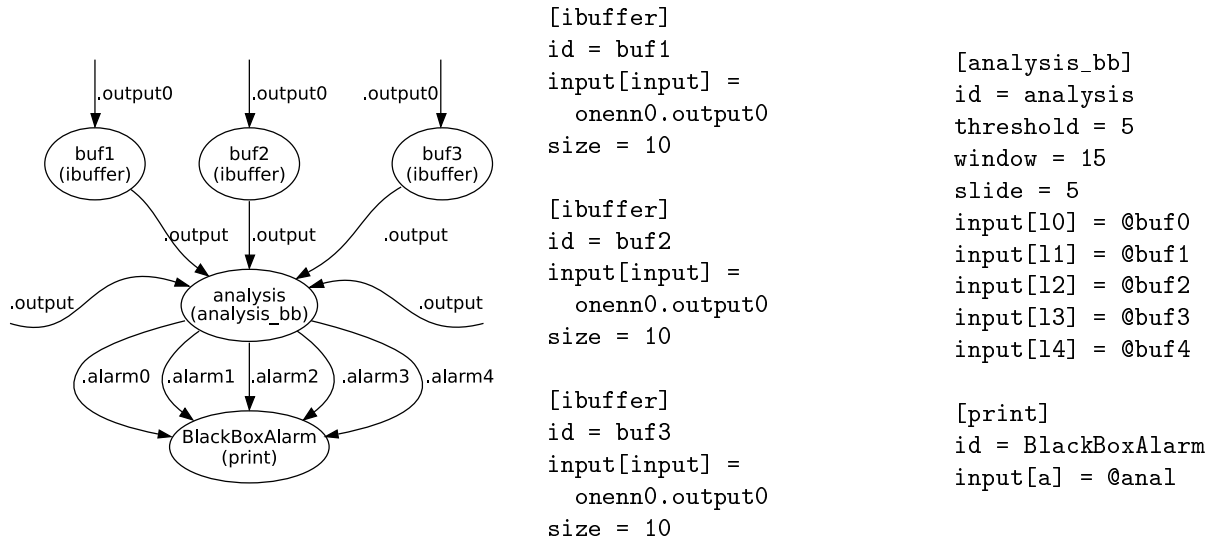 .output0
.output0
.output0
buf1
(ibuffer)
buf2
(ibuffer)
buf3
(ibuffer)
.output
.output
.output
.output
analysis
(analysis_bb)
.output
.alarm0
.alarm1
.alarm2
.alarm3
.alarm4
BlackBoxAlarm
(print)
[ibuffer]
id = buf1
input[input] =
onenn0.output0
size = 10
[ibuffer]
id = buf2
input[input] =
onenn0.output0
size = 10
[ibuffer]
id = buf3
input[input] =
onenn0.output0
size = 10
[analysis_bb]
id = analysis
threshold = 5
window = 15
slide = 5
input[l0] = @buf0
input[l1] = @buf1
input[l2] = @buf2
input[l3] = @buf3
input[l4] = @buf4
[print]
id = BlackBoxAlarm
input[a] = @anal